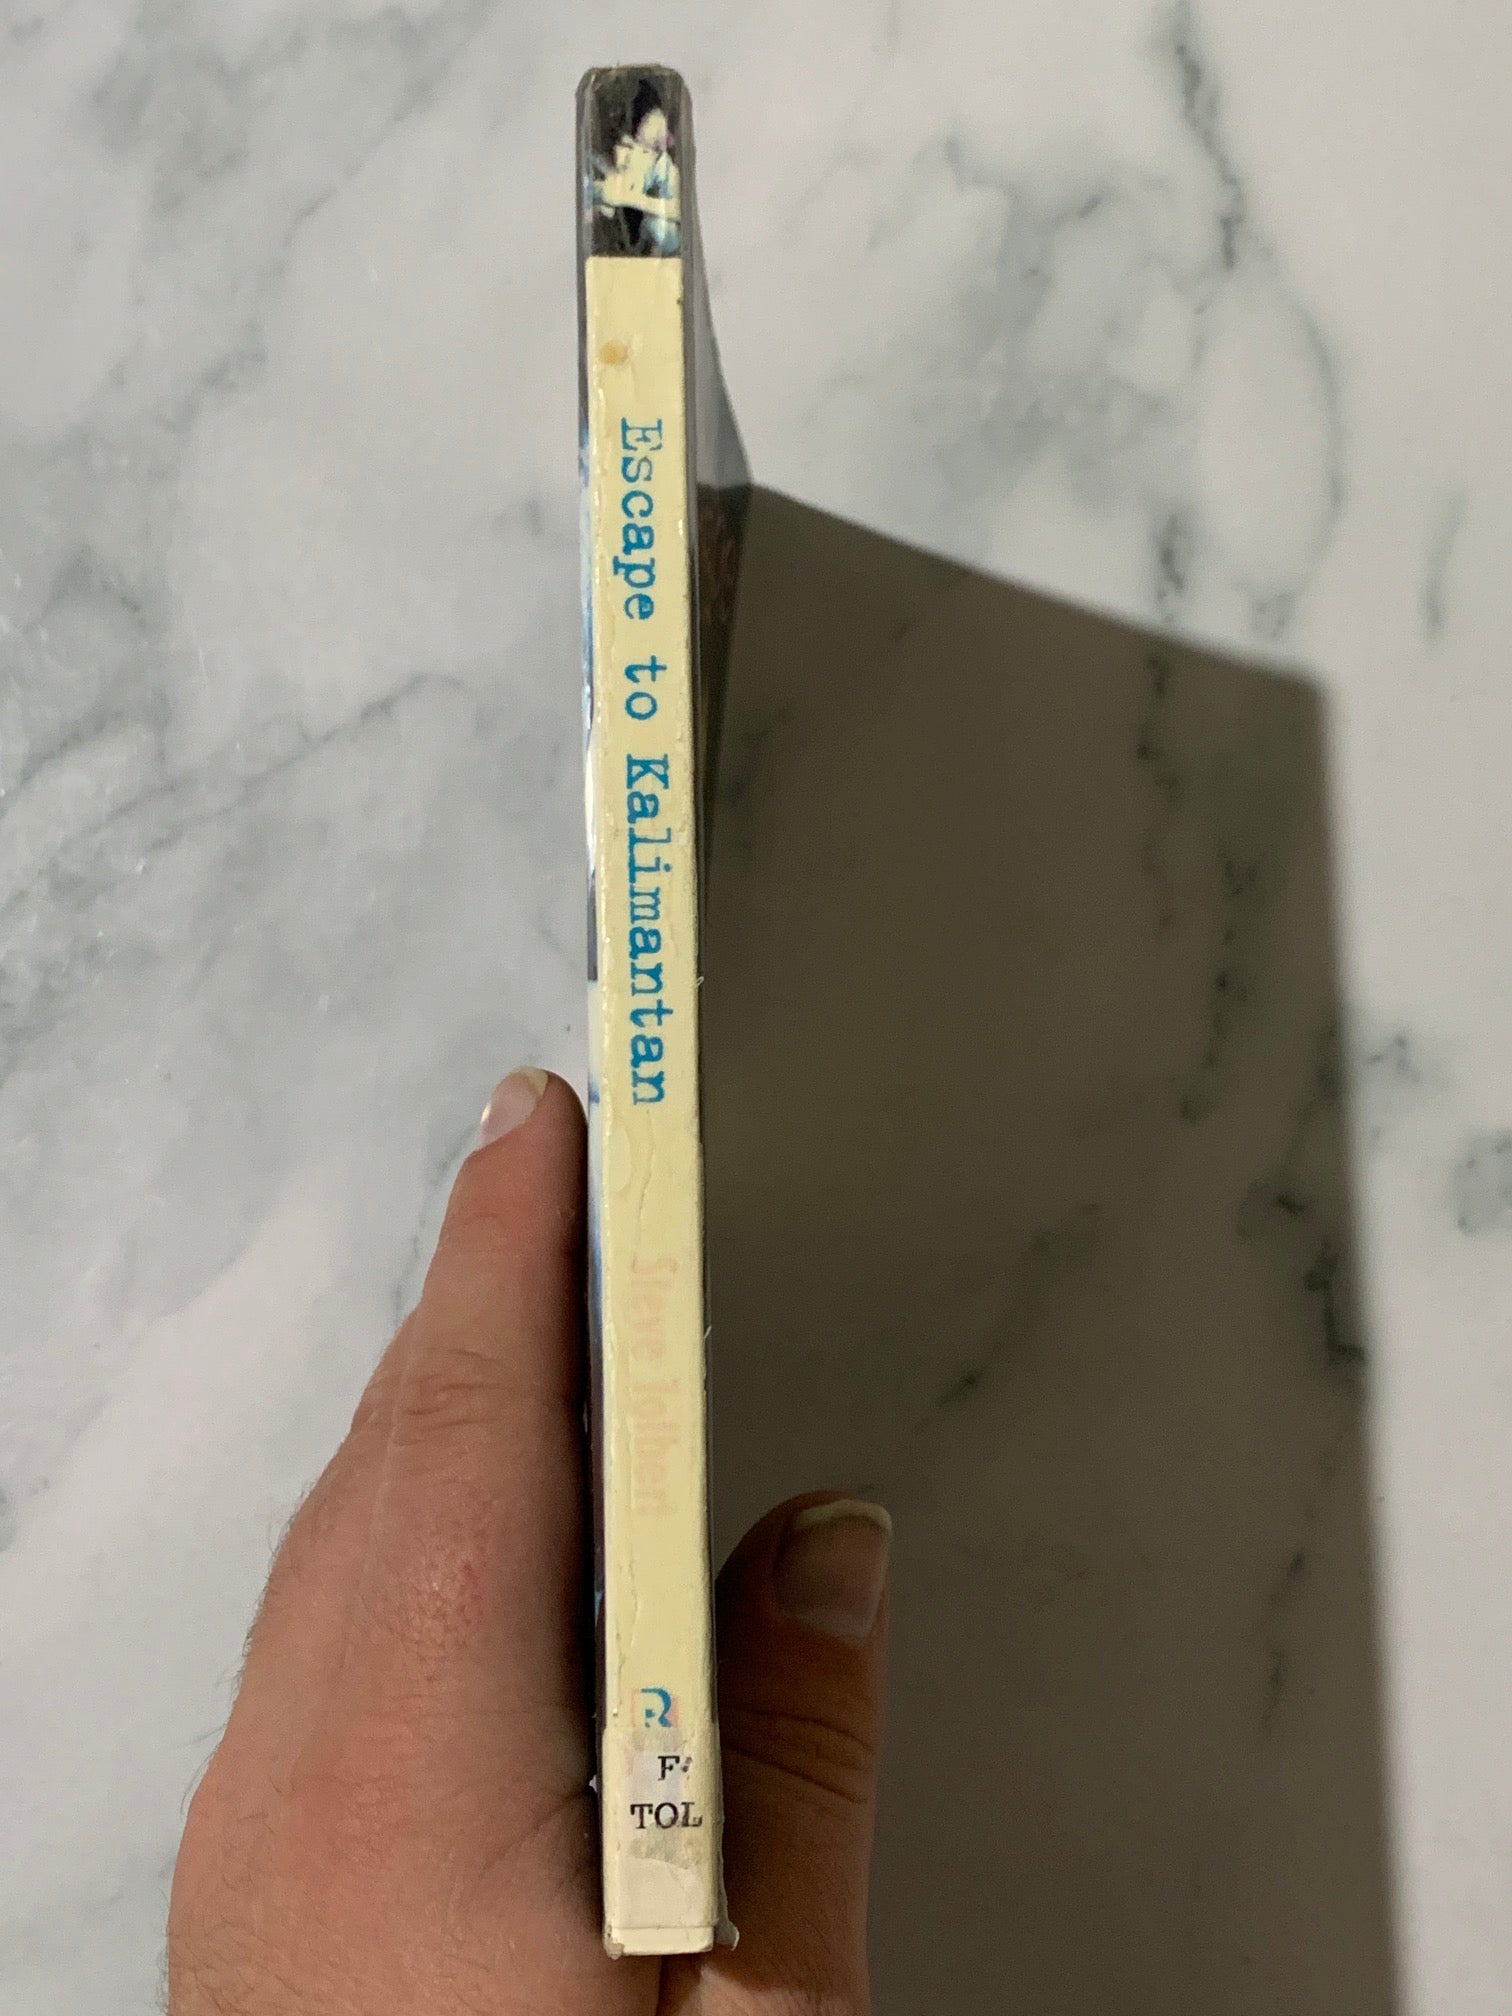 Escape to Kalimantan
Steve Tolbert
R
F
TOL